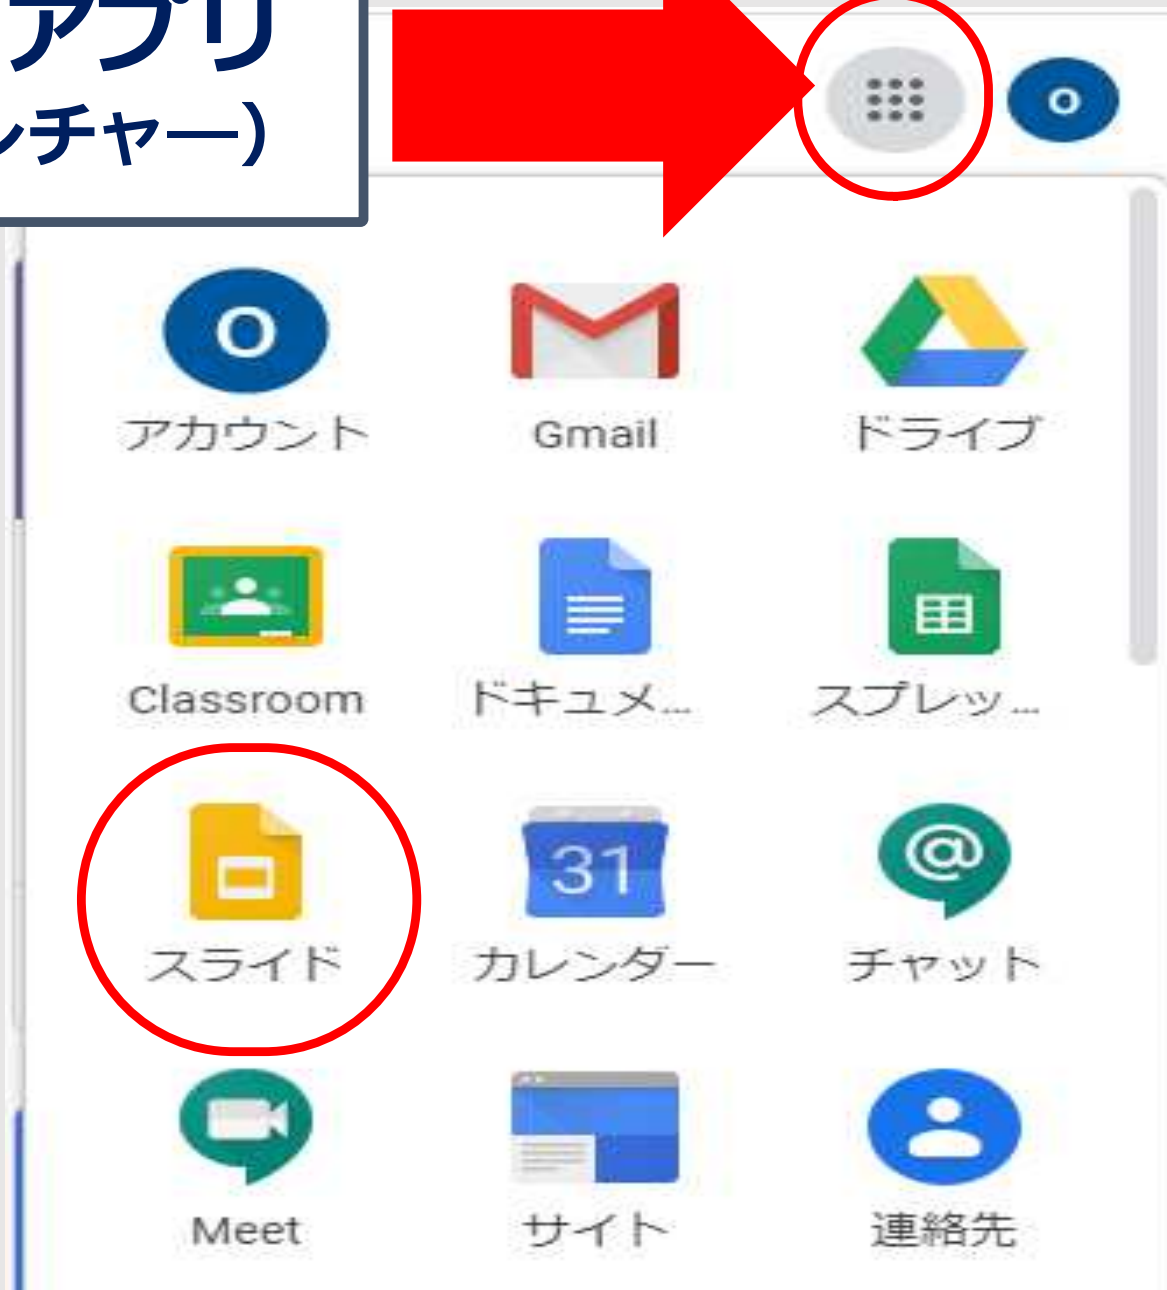 アプリ
ンチャー）
O
O
アカウント
Gmail
ドライブ
Classroom
ドキュメ...
スプレッ...
31
@
スライド
カレンダー
チャット
Meet
サイト
連絡先